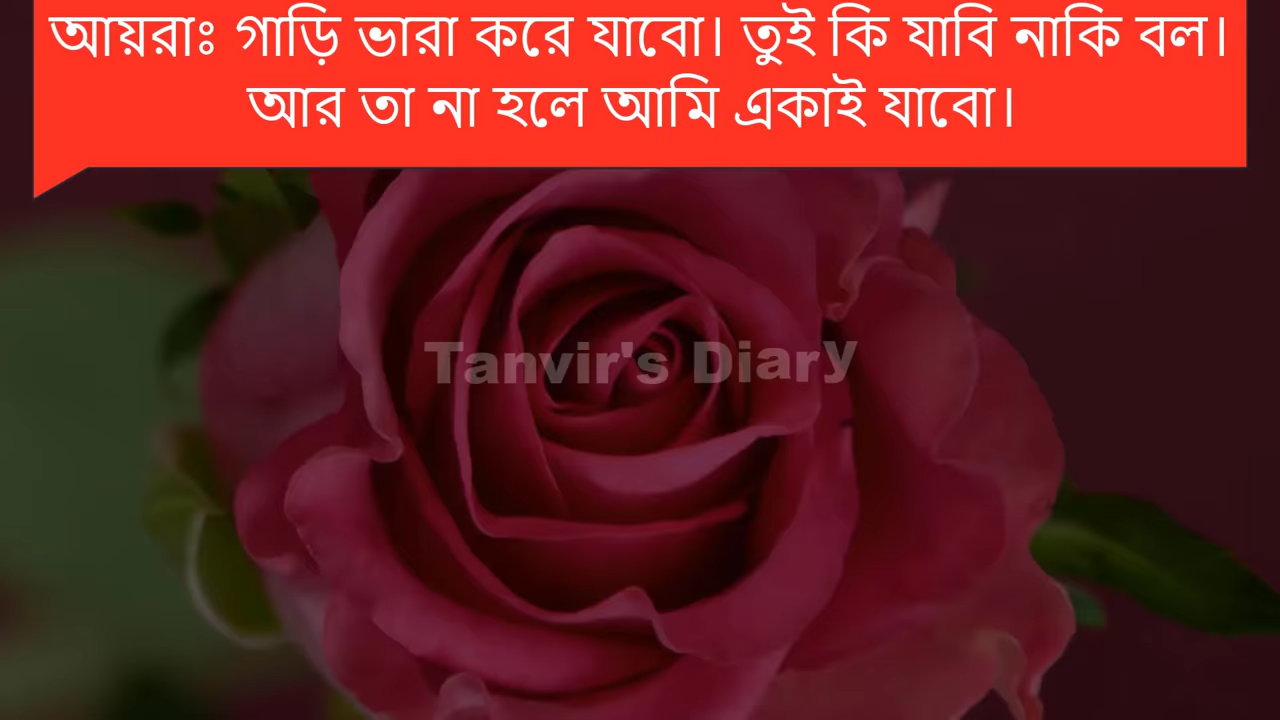 আয়রাঃ গাড়ি ভারা করে যাবো। তুই কি যাবি নাকি বল।
আর তা না হলে আমি একাই যাবো।
Tanvir's Diary